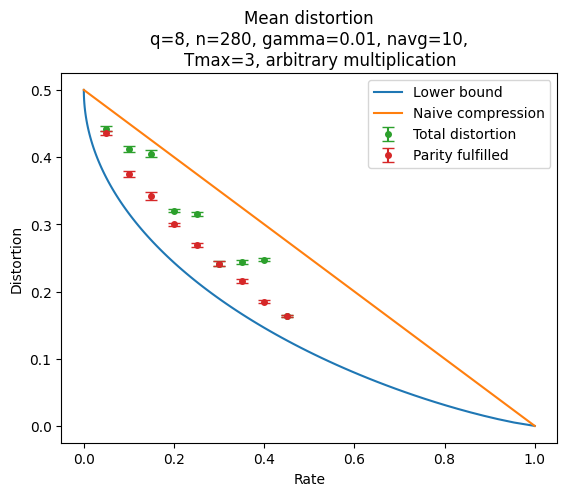 Mean distortion
q=8, n=280, gamma=0.01, navg=10,
Tmax=3, arbitrary multiplication
Lower bound
Naive compression
Total distortion
Parity fulfilled
Distortion
0.5
0.4
0.3
0.2
0.1
0.0
0.0 0.2 0.4 0.6 0.8 1.0
Rate